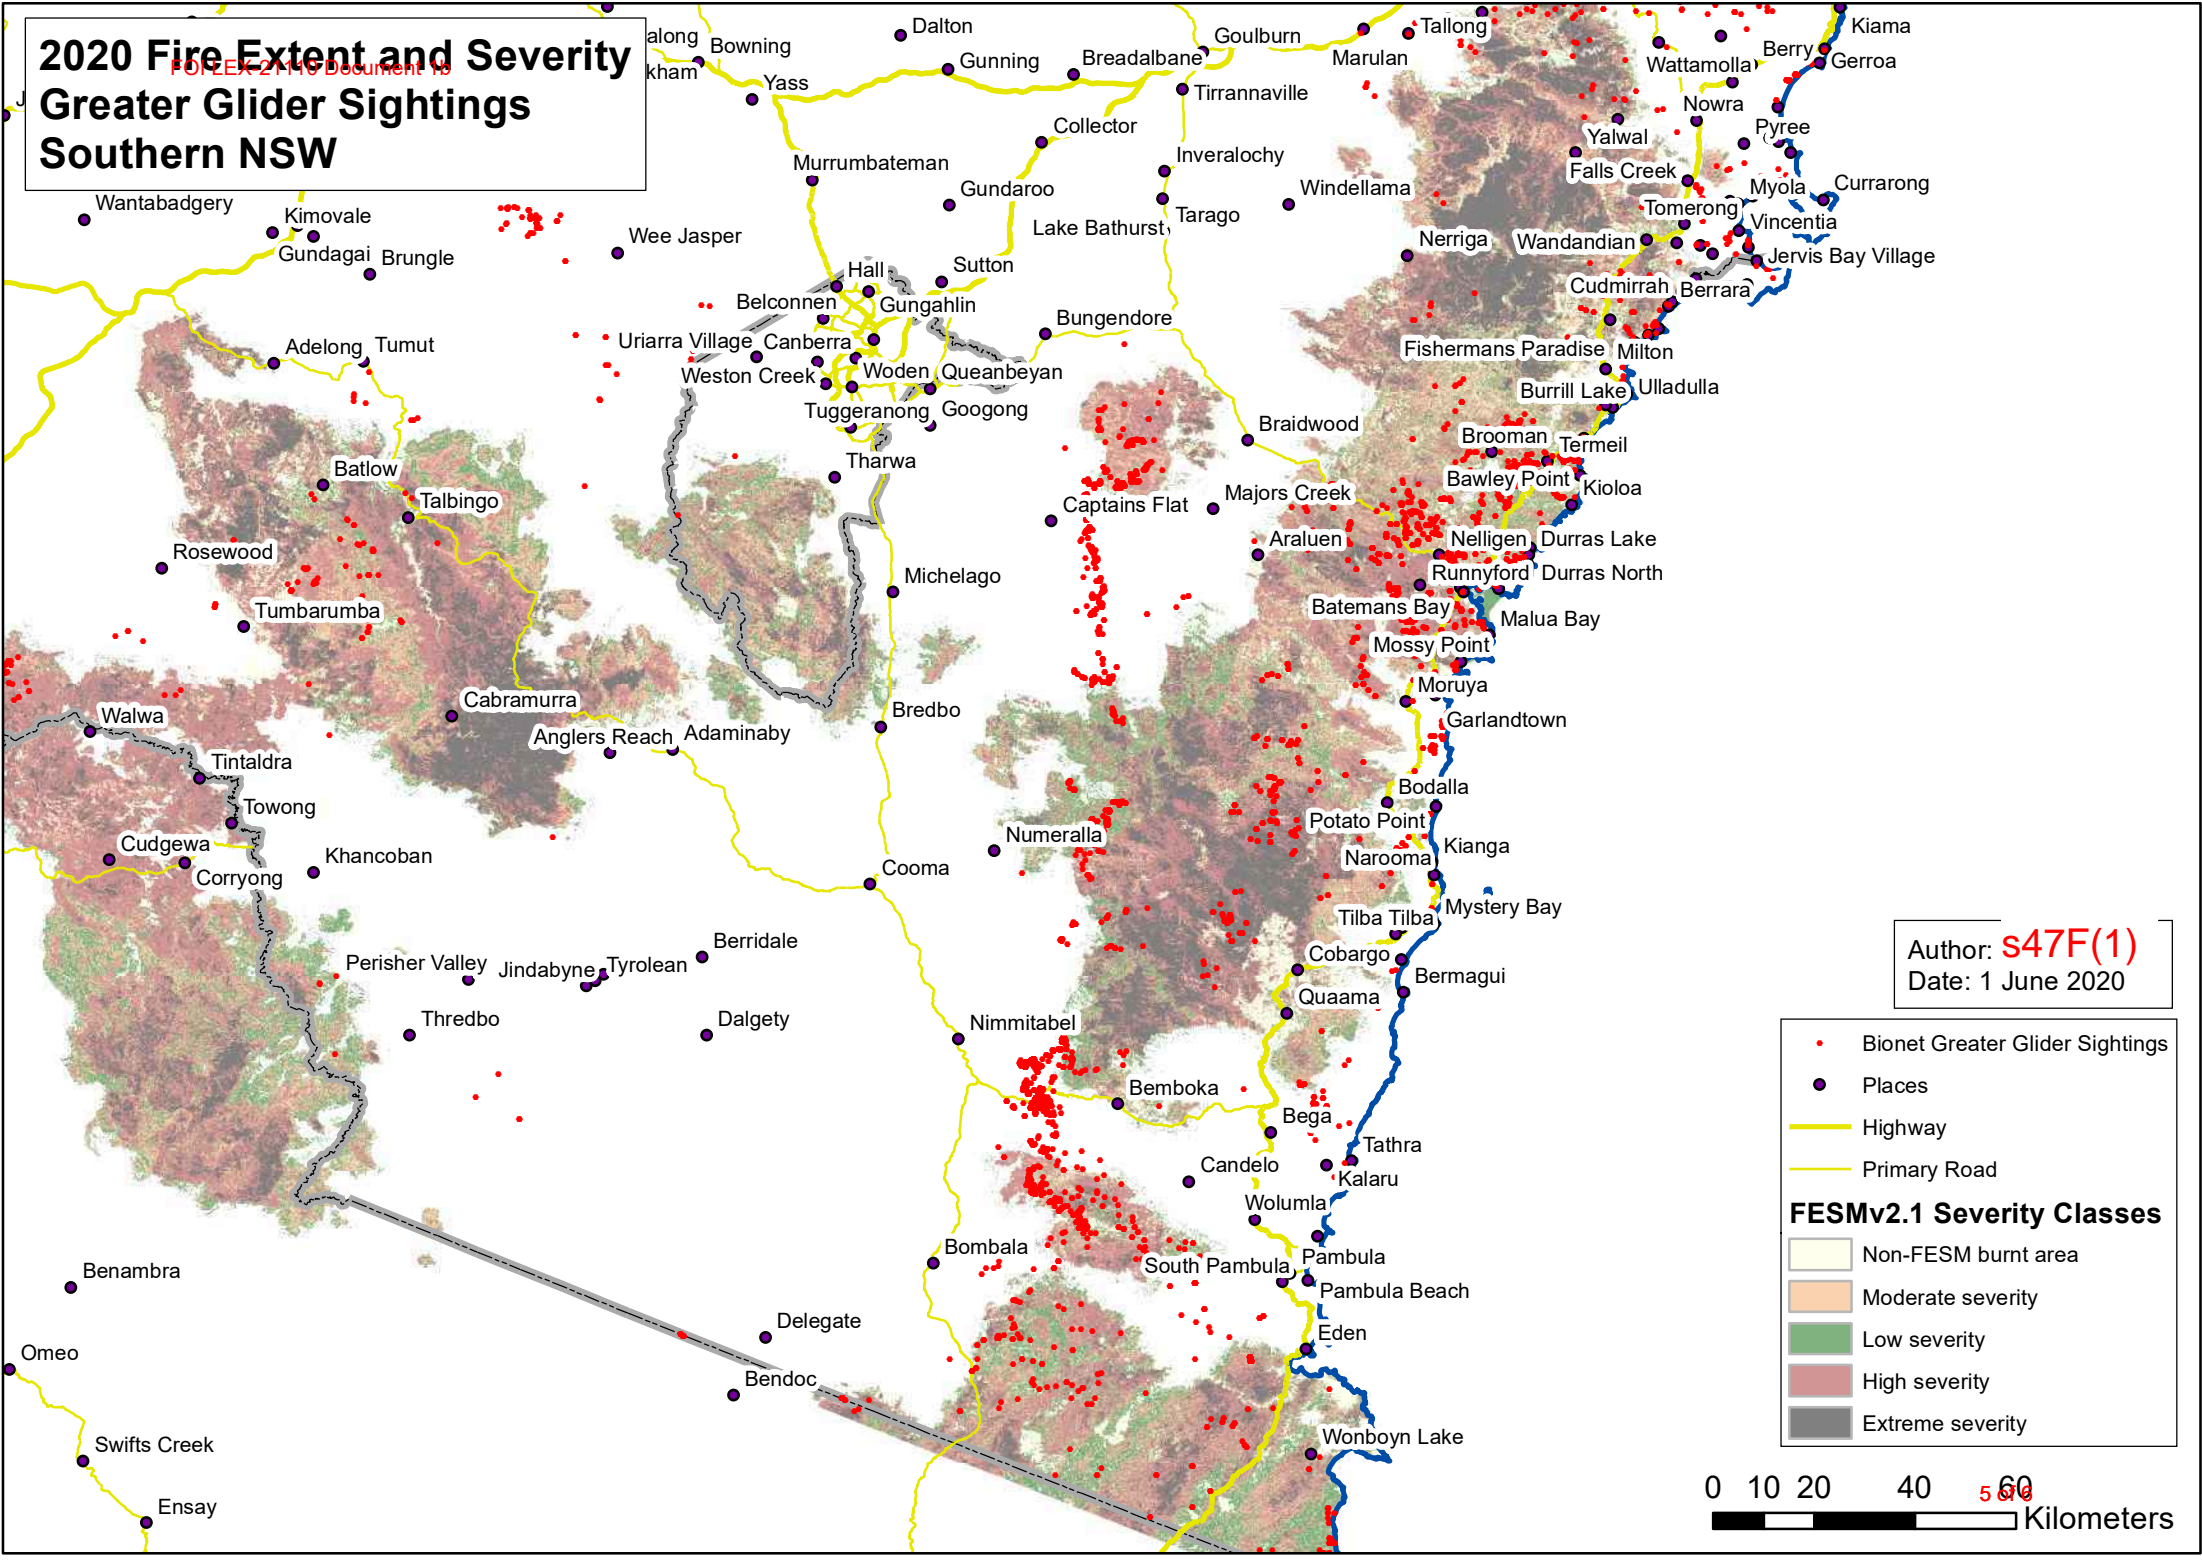 2020 Fire Extent and Severity
FOI LEX-21110 Document 1b
Greater Glider Sightings
Southern NSW
along
Bowning
kham
Dalton
Gunning
Yass
Breadalbane
Goulburn
Marulan
Tallong
Kiama
Berry
Gerroa
Wattamolla
Tirrannaville
Nowra
Collector
Yalwal
Pyree
J
Murrumbateman
Inveralochy
Falls Creek
Wantabadgery
Kimovale
Gundaroo
Windellama
Myola
Currarong
Tarago
Tomerong
Vincentia
Lake Bathurst
Wee Jasper
Nerriga
Wandandian
Gundagai
Brungle
Jervis Bay Village
Hall
Sutton
Cudmirrah
Berrara
Belconnen
Gungahlin
Bungendore
Uriarra Village
Canberra
Adelong
Tumut
Fishermans Paradise
Milton
Weston Creek
Woden
Queanbeyan
Burrill Lake
Ulladulla
Tuggeranong
Googong
Braidwood
Brooman
Termeil
Batlow
Tharwa
Bawley Point
Kioloa
Talbingo
Captains Flat
Majors Creek
Rosewood
Araluen
Nelligen
Durras Lake
Michelago
Runnyford
Durras North
Tumbarumba
Batemans Bay
Malua Bay
Mossy Point
Cabramurra
Moruya
Walwa
Bredbo
Garlandtown
Anglers Reach
Adaminaby
Tintaldra
Bodalla
Towong
Potato Point
Cudgewa
Khancoban
Numeralla
Kianga
Narooma
Corryong
Cooma
Mystery Bay
Tilba Tilba
Berridale
Cobargo
Perisher Valley
Jindabyne
Tyrolean
Bermagui
Quaama
Thredbo
Dalgety
Nimmitabel
Bemboka
Bega
Tathra
Candelo
Kalaru
Wolumla
Bombala
Pambula
South Pambula
Benambra
Pambula Beach
Delegate
Eden
Omeo
Bendoc
Wonboyn Lake
Swifts Creek
Ensay
Author: s47F(1)
Date: 1 June 2020
Bionet Greater Glider Sightings
Places
Highway
Primary Road
FESMv2.1 Severity Classes
Non-FESM burnt area
Moderate severity
Low severity
High severity
Extreme severity
0 10 20 40 60
5 of 6
Kilometers